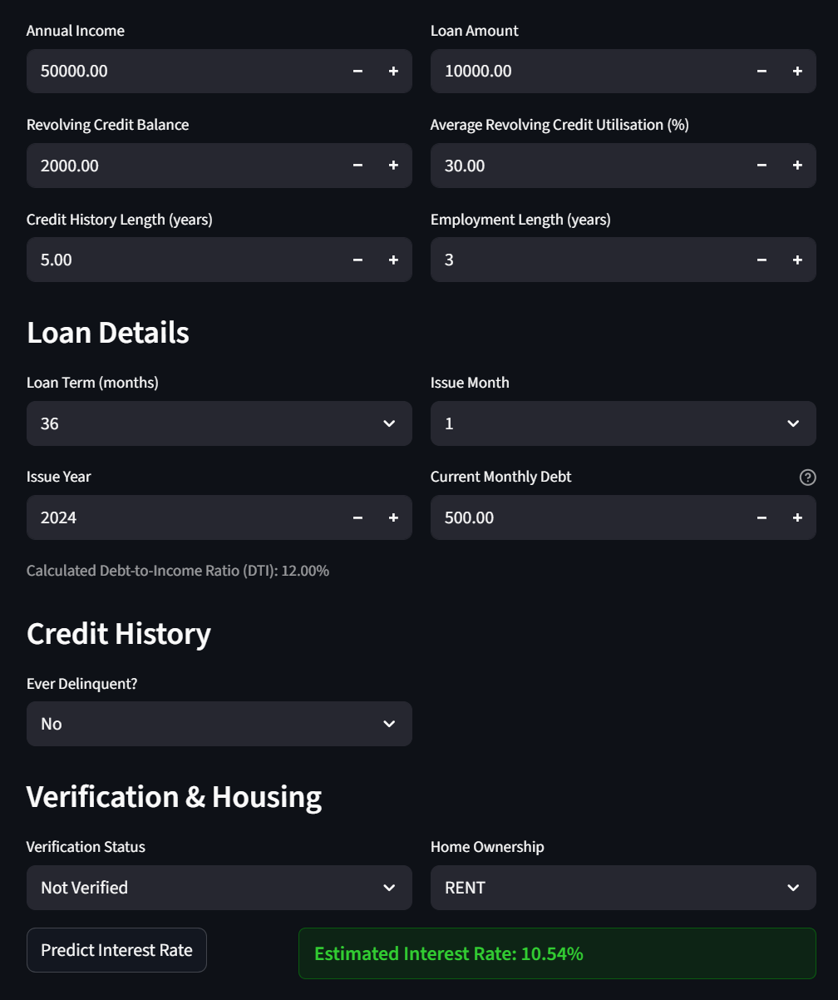 Annual Income
Loan Amount
50000.00 − +
10000.00 − +
Revolving Credit Balance
Average Revolving Credit Utilisation (%)
2000.00 − +
30.00 − +
Credit History Length (years)
Employment Length (years)
5.00 − +
3 − +
Loan Details
Loan Term (months)
Issue Month
36
1
Issue Year
Current Monthly Debt ?
2024 − +
500.00 − +
Calculated Debt-to-Income Ratio (DTI): 12.00%
Credit History
Ever Delinquent?
No
Verification & Housing
Verification Status
Home Ownership
Not Verified
RENT
Predict Interest Rate
Estimated Interest Rate: 10.54%